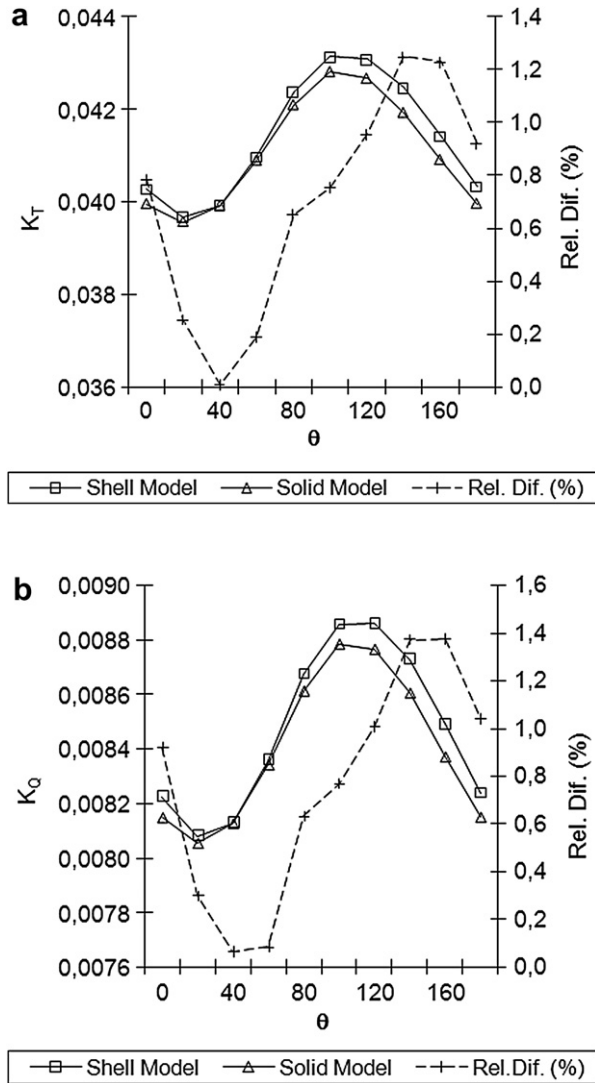 a
0,044
0,042
0,040
0,038
0,036
K_T
1,4
1,2
1,0
0,8
0,6
0,4
0,2
0,0
Rel. Dif. (%)
0 40 80 120 160
θ
Shell Model Solid Model Rel. Dif. (%)
b
0,0090
0,0088
0,0086
0,0084
0,0082
0,0080
0,0078
0,0076
K_Q
1,6
1,4
1,2
1,0
0,8
0,6
0,4
0,2
0,0
Rel. Dif. (%)
0 40 80 120 160
θ
Shell Model Solid Model Rel.Dif. (%)